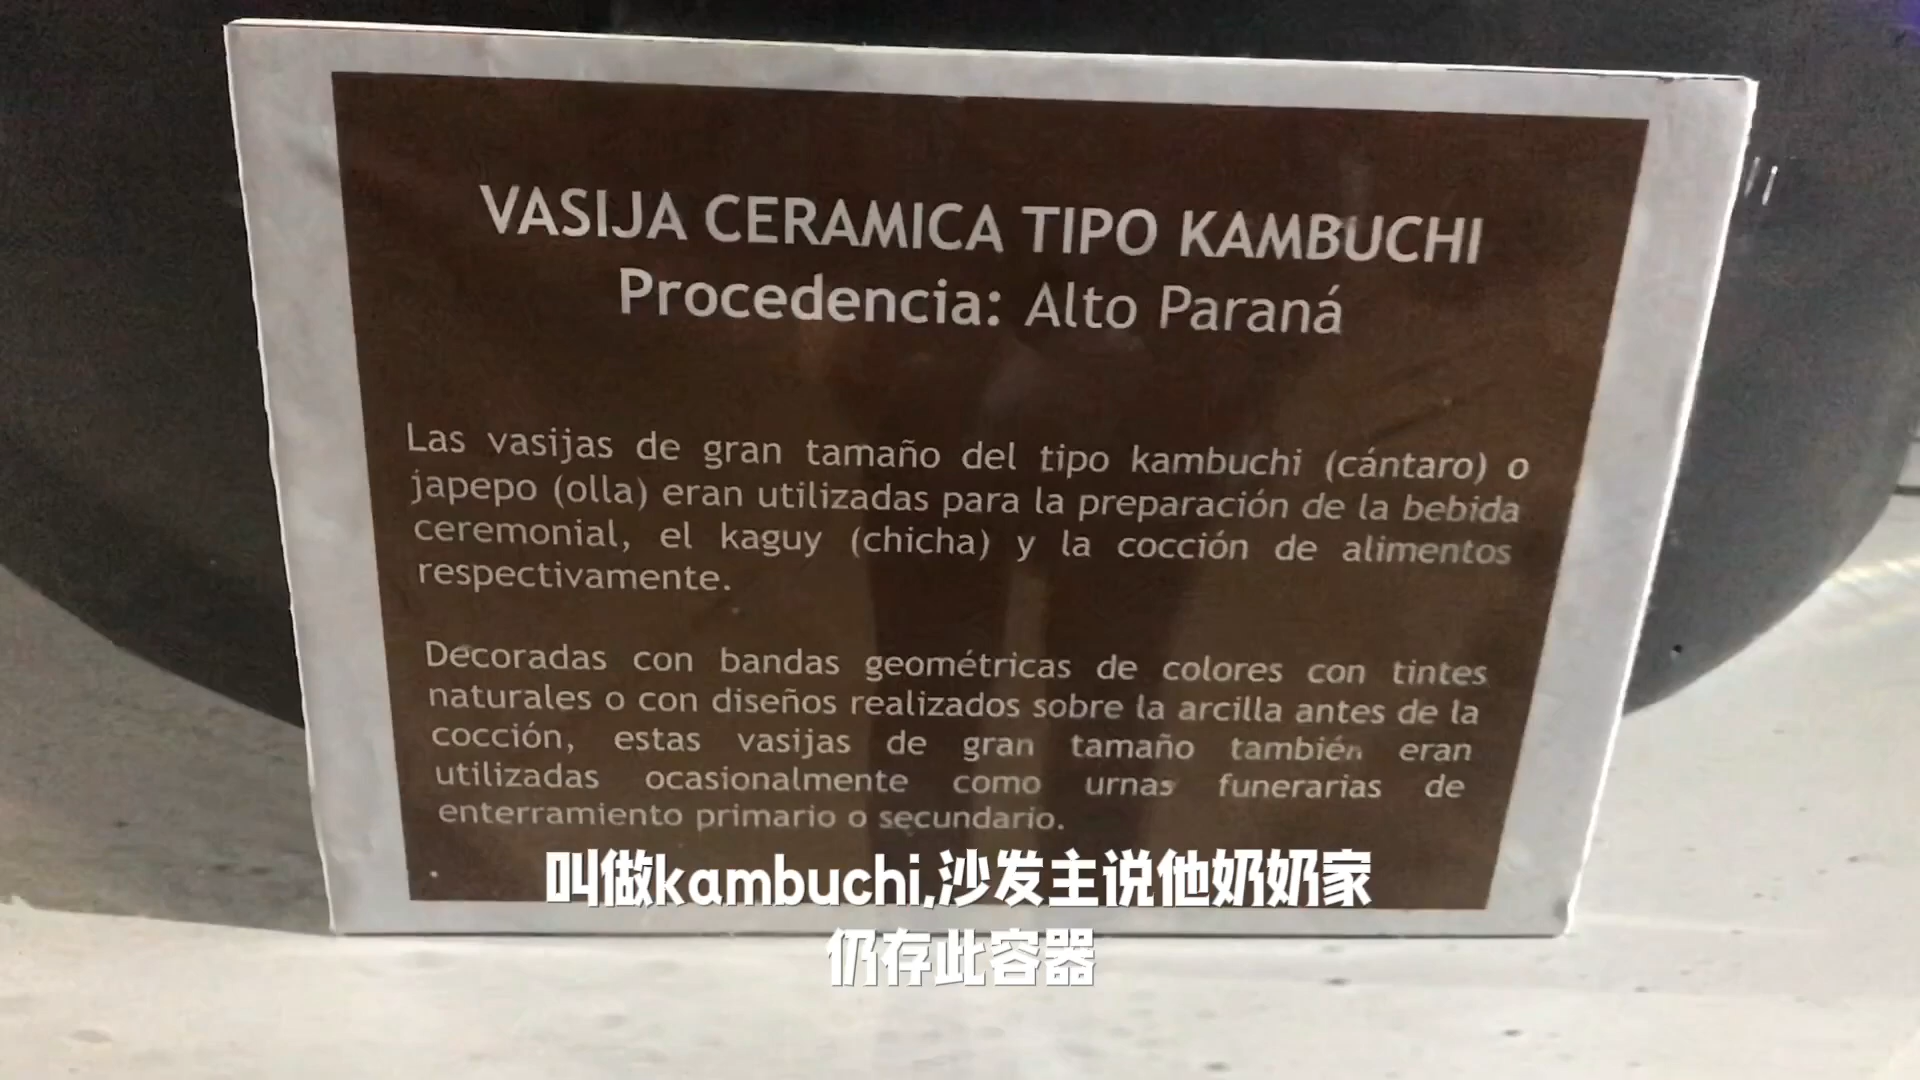 VASIJA CERAMICA TIPO KAMBUCHI
Procedencia: Alto Paraná
Las vasijas de gran tamaño del tipo kambuchi (cántaro) o
japepo (olla) eran utilizadas para la preparación de la bebida
ceremonial, el kaguy (chicha) y la cocción de alimentos
respectivamente.
Decoradas con bandas geométricas de colores con tintes
naturales o con diseños realizados sobre la arcilla antes de la
cocción, estas vasijas de gran tamaño también eran
utilizadas ocasionalmente como urnas funerarias de
enterramiento primario o secundario.
叫做kambuchi,沙发主说他奶奶家
仍存此容器